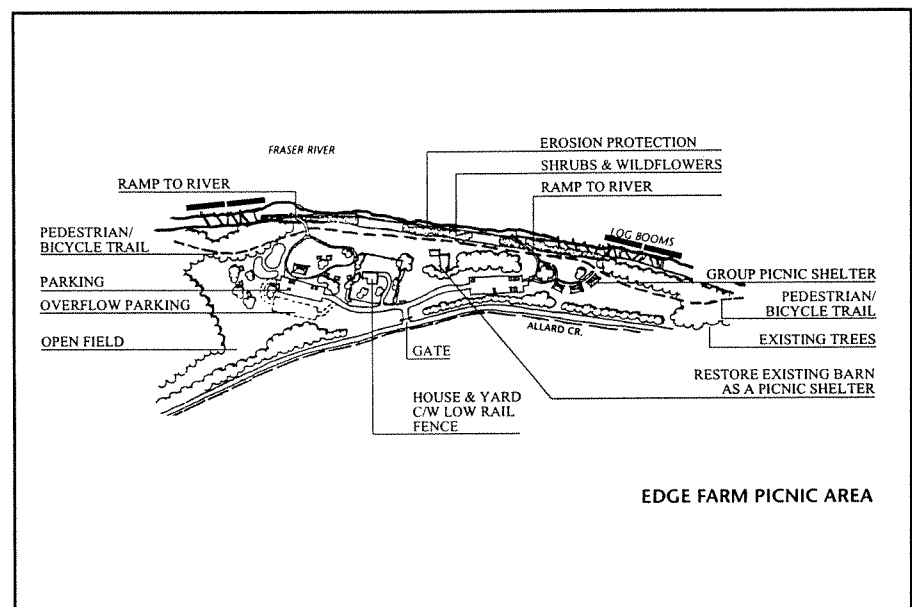 FRASER RIVER
EROSION PROTECTION
SHRUBS & WILDFLOWERS
RAMP TO RIVER
RAMP TO RIVER
LOG BOOMS
PEDESTRIAN/
BICYCLE TRAIL
GROUP PICNIC SHELTER
PARKING
PEDESTRIAN/
BICYCLE TRAIL
OVERFLOW PARKING
ALLARD CR.
OPEN FIELD
EXISTING TREES
GATE
RESTORE EXISTING BARN
AS A PICNIC SHELTER
HOUSE & YARD
C/W LOW RAIL
FENCE
EDGE FARM PICNIC AREA